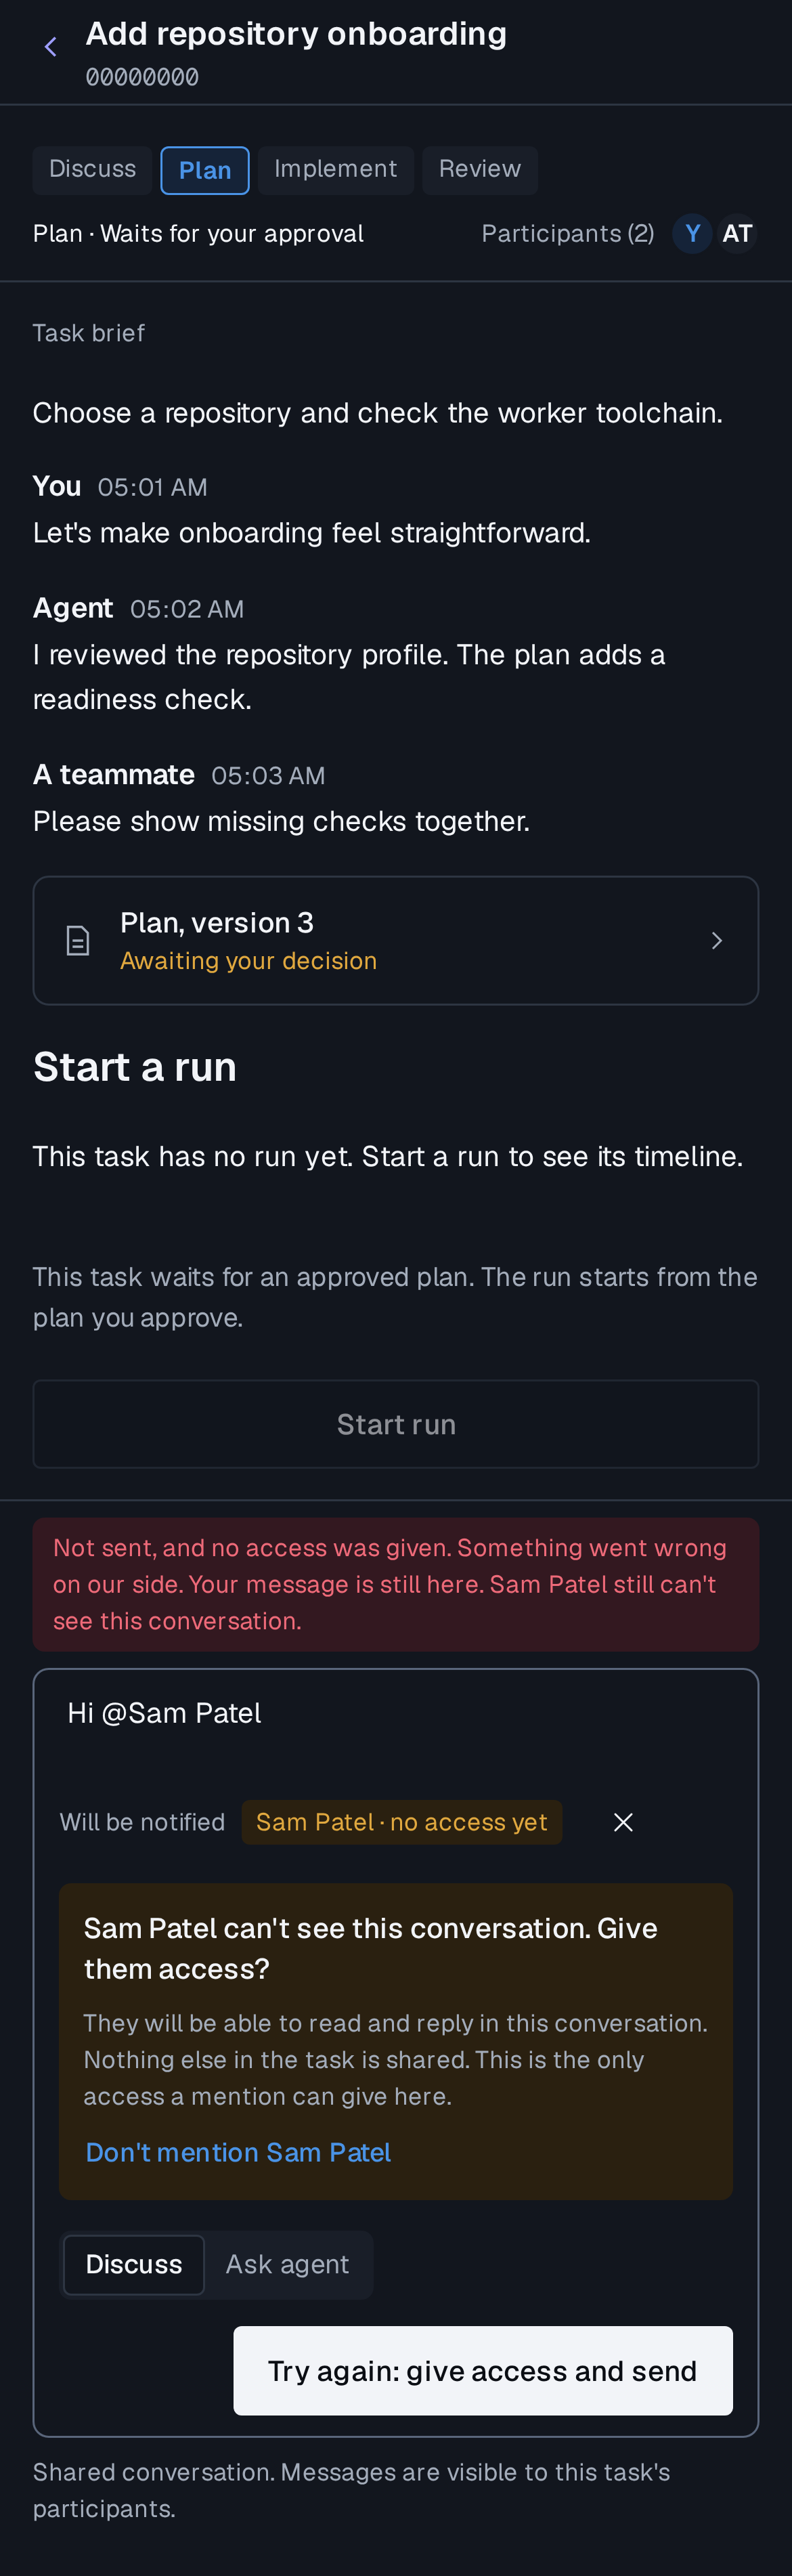 Add repository onboarding
00000000
Discuss Plan Implement Review
Plan · Waits for your approval Participants (2) Y AT
Task brief
Choose a repository and check the worker toolchain.
You 05:01 AM
Let's make onboarding feel straightforward.
Agent 05:02 AM
I reviewed the repository profile. The plan adds a
readiness check.
A teammate 05:03 AM
Please show missing checks together.
Plan, version 3
Awaiting your decision
Start a run
This task has no run yet. Start a run to see its timeline.
This task waits for an approved plan. The run starts from the
plan you approve.
Start run
Not sent, and no access was given. Something went wrong
on our side. Your message is still here. Sam Patel still can't
see this conversation.
Hi @Sam Patel
Will be notified Sam Patel · no access yet
Sam Patel can't see this conversation. Give
them access?
They will be able to read and reply in this conversation.
Nothing else in the task is shared. This is the only
access a mention can give here.
Don't mention Sam Patel
Discuss Ask agent
Try again: give access and send
Shared conversation. Messages are visible to this task's
participants.